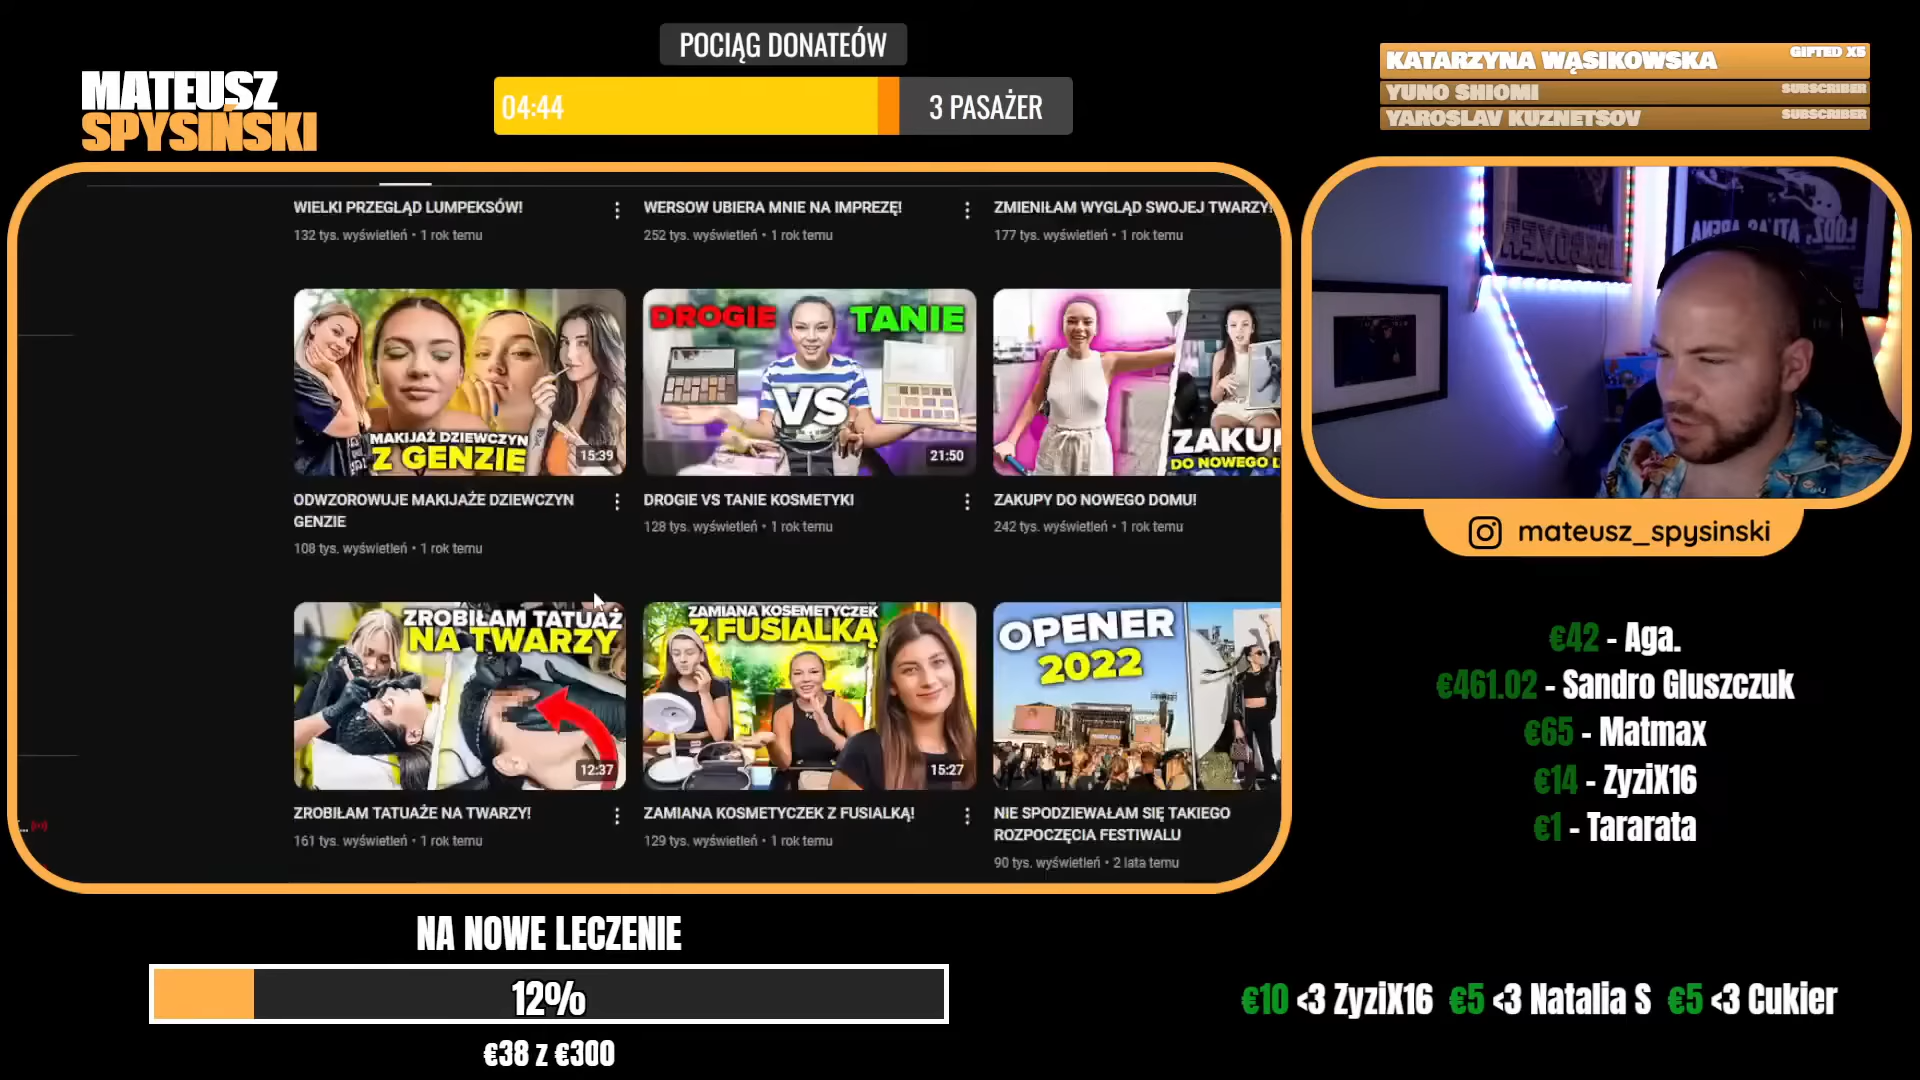 POCIĄG DONATEÓW
MATEUSZ
SPYSIŃSKI
04:44
3 PASAŻER
KATARZYNA WĄSIKOWSKA
GIFTED X5
YUNO SHIOMI
SUBSCRIBER
YAROSLAV KUZNETSOV
SUBSCRIBER
WIELKI PRZEGLĄD LUMPEKSÓW!
132 tys. wyświetleń • 1 rok temu
WERSOW UBIERA MNIE NA IMPREZĘ!
252 tys. wyświetleń • 1 rok temu
ZMIENIŁAM WYGLĄD SWOJEJ TWARZY!
177 tys. wyświetleń • 1 rok temu
MAKIJAŻ DZIEWCZYN
Z GENZIE
15:39
DROGIE
TANIE
VS
21:50
ZAKU
DO NOWEGO
ODWZOROWUJE MAKIJAŻE DZIEWCZYN
GENZIE
108 tys. wyświetleń • 1 rok temu
DROGIE VS TANIE KOSMETYKI
128 tys. wyświetleń • 1 rok temu
ZAKUPY DO NOWEGO DOMU!
242 tys. wyświetleń • 1 rok temu
ZROBIŁAM TATUAŻ
NA TWARZY
12:37
ZAMIANA KOSEMETYCZEK
Z FUSIALKĄ
15:27
OPENER
2022
ZROBIŁAM TATUAŻE NA TWARZY!
161 tys. wyświetleń • 1 rok temu
ZAMIANA KOSMETYCZEK Z FUSIALKĄ!
129 tys. wyświetleń • 1 rok temu
NIE SPODZIEWAŁAM SIĘ TAKIEGO
ROZPOCZĘCIA FESTIWALU
90 tys. wyświetleń • 2 lata temu
ŁÓDŹ, ATLAS ARENA
mateusz_spysinski
€42 - Aga.
€461.02 - Sandro Gluszczuk
€65 - Matmax
€14 - ZyziX16
€1 - Tararata
NA NOWE LECZENIE
12%
€38 z €300
€10 <3 ZyziX16 €5 <3 Natalia S €5 <3 Cukier